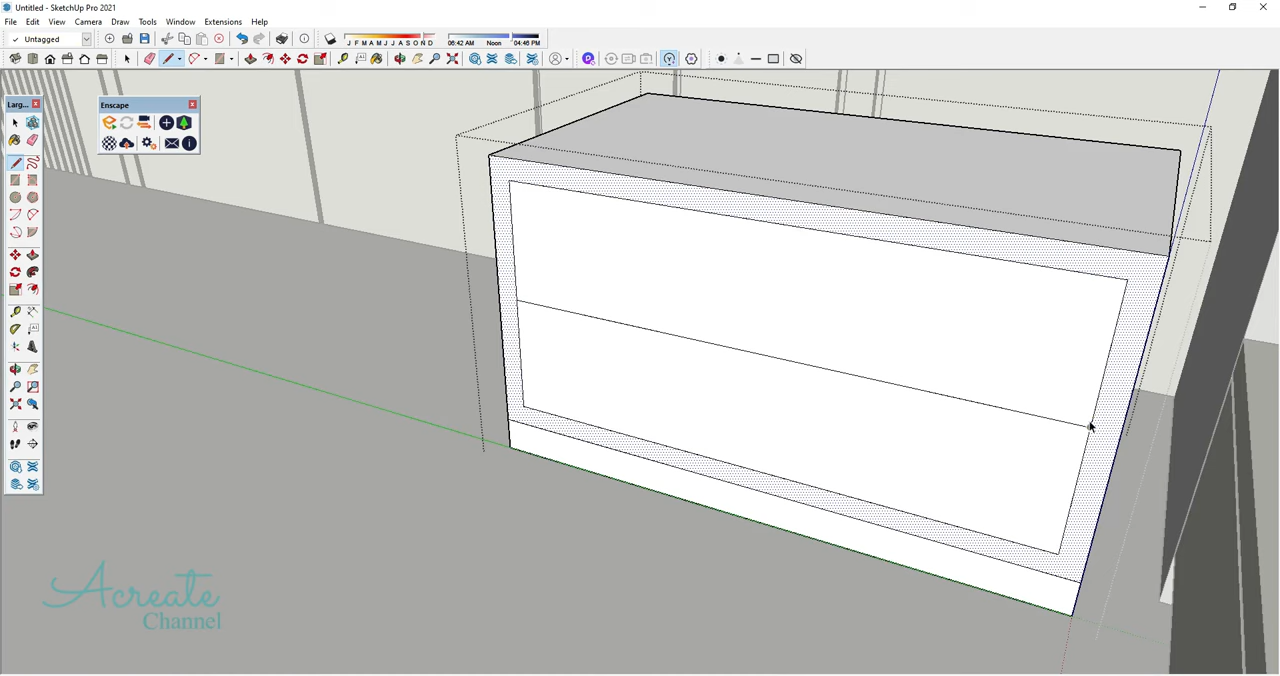 Untitled - SketchUp Pro 2021
File Edit View Camera Draw Tools Window Extensions Help
Untagged
J F M A M J J A S O N D
06:42 AM Noon 04:46 PM
Larg...
Enscape
Acreate
Channel